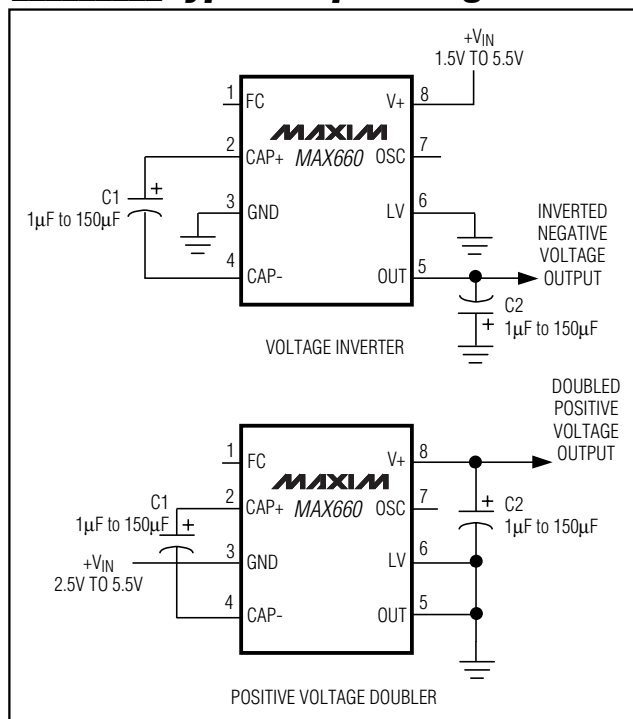 +VIN
1.5V TO 5.5V
1
FC
V+
8
MAXIM
2
CAP+
MAX660
OSC
7
C1
+
1µF to 150µF
3
GND
LV
6
INVERTED
NEGATIVE
VOLTAGE
OUTPUT
4
CAP-
OUT
5
C2
+
1µF to 150µF
VOLTAGE INVERTER
DOUBLED
POSITIVE
VOLTAGE
OUTPUT
1
FC
V+
8
MAXIM
C1
1µF to 150µF
+
2
CAP+
MAX660
OSC
7
+
C2
1µF to 150µF
+VIN
2.5V TO 5.5V
3
GND
LV
6
4
CAP-
OUT
5
POSITIVE VOLTAGE DOUBLER